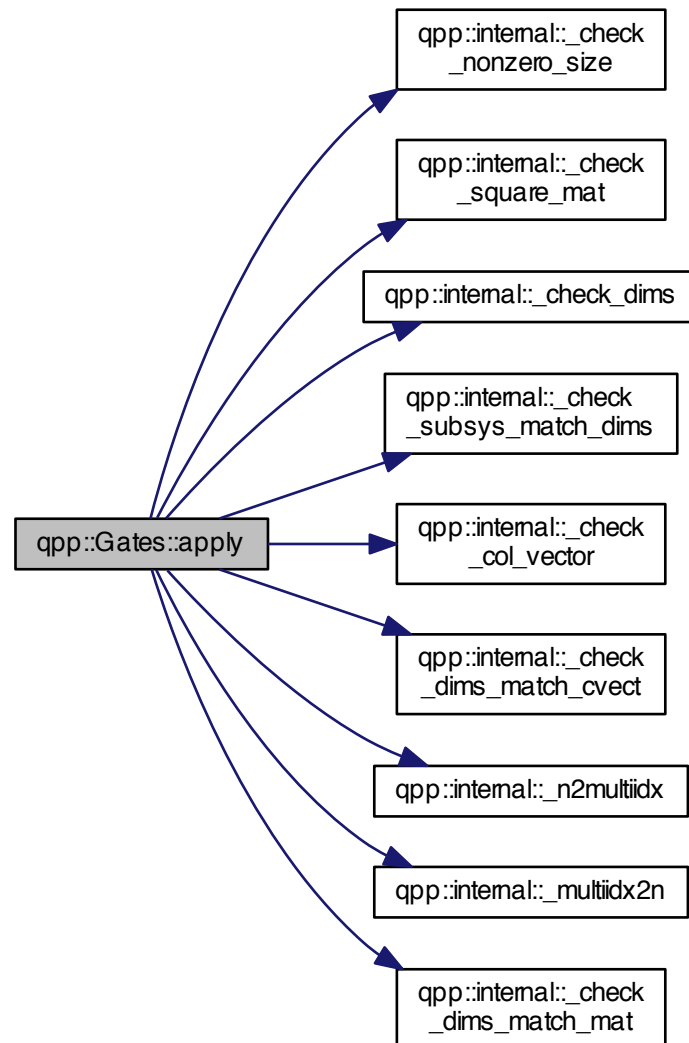 qpp::internal::_check
_nonzero_size
qpp::internal::_check
_square_mat
qpp::internal::_check_dims
qpp::internal::_check
_subsys_match_dims
qpp::Gates::apply
qpp::internal::_check
_col_vector
qpp::internal::_check
_dims_match_cvect
qpp::internal::_n2multiidx
qpp::internal::_multiidx2n
qpp::internal::_check
_dims_match_mat